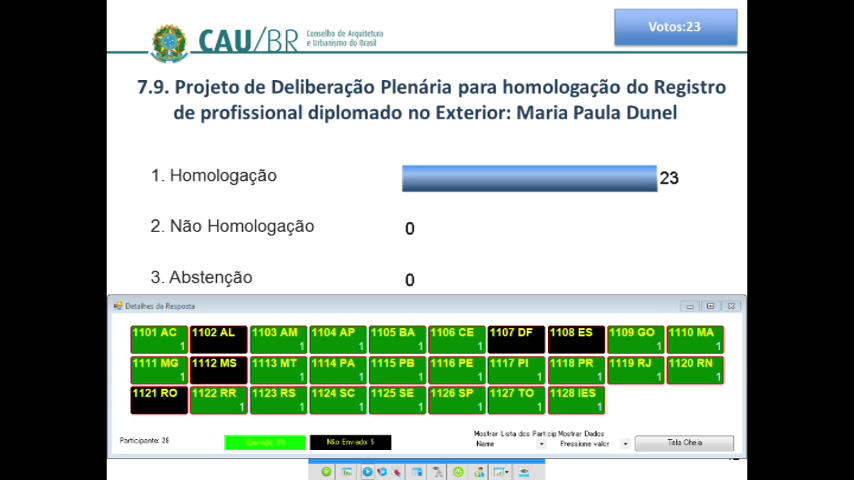 CAU/BR
Conselho de Arquitetura
e Urbanismo do Brasil
Votos:23
7.9. Projeto de Deliberação Plenária para homologação do Registro
de profissional diplomado no Exterior: Maria Paula Dunel
1. Homologação 23
2. Não Homologação 0
3. Abstenção 0
Detalhes da Resposta
1101 AC 1 1102 AL 1103 AM 1 1104 AP 1 1105 BA 1 1106 CE 1 1107 DF 1108 ES 1109 GO 1 1110 MA 1
1111 MG 1 1112 MS 1113 MT 1 1114 PA 1 1115 PB 1 1116 PE 1 1117 PI 1 1118 PR 1 1119 RJ 1 1120 RN 1
1121 RO 1122 RR 1 1123 RS 1 1124 SC 1 1125 SE 1 1126 SP 1 1127 TO 1 1128 IES 1
Participante: 28
Não Enviado: 5
Mostrar Lista dos Particip Mostrar Dados
Name Pressione valor
Tela Cheia